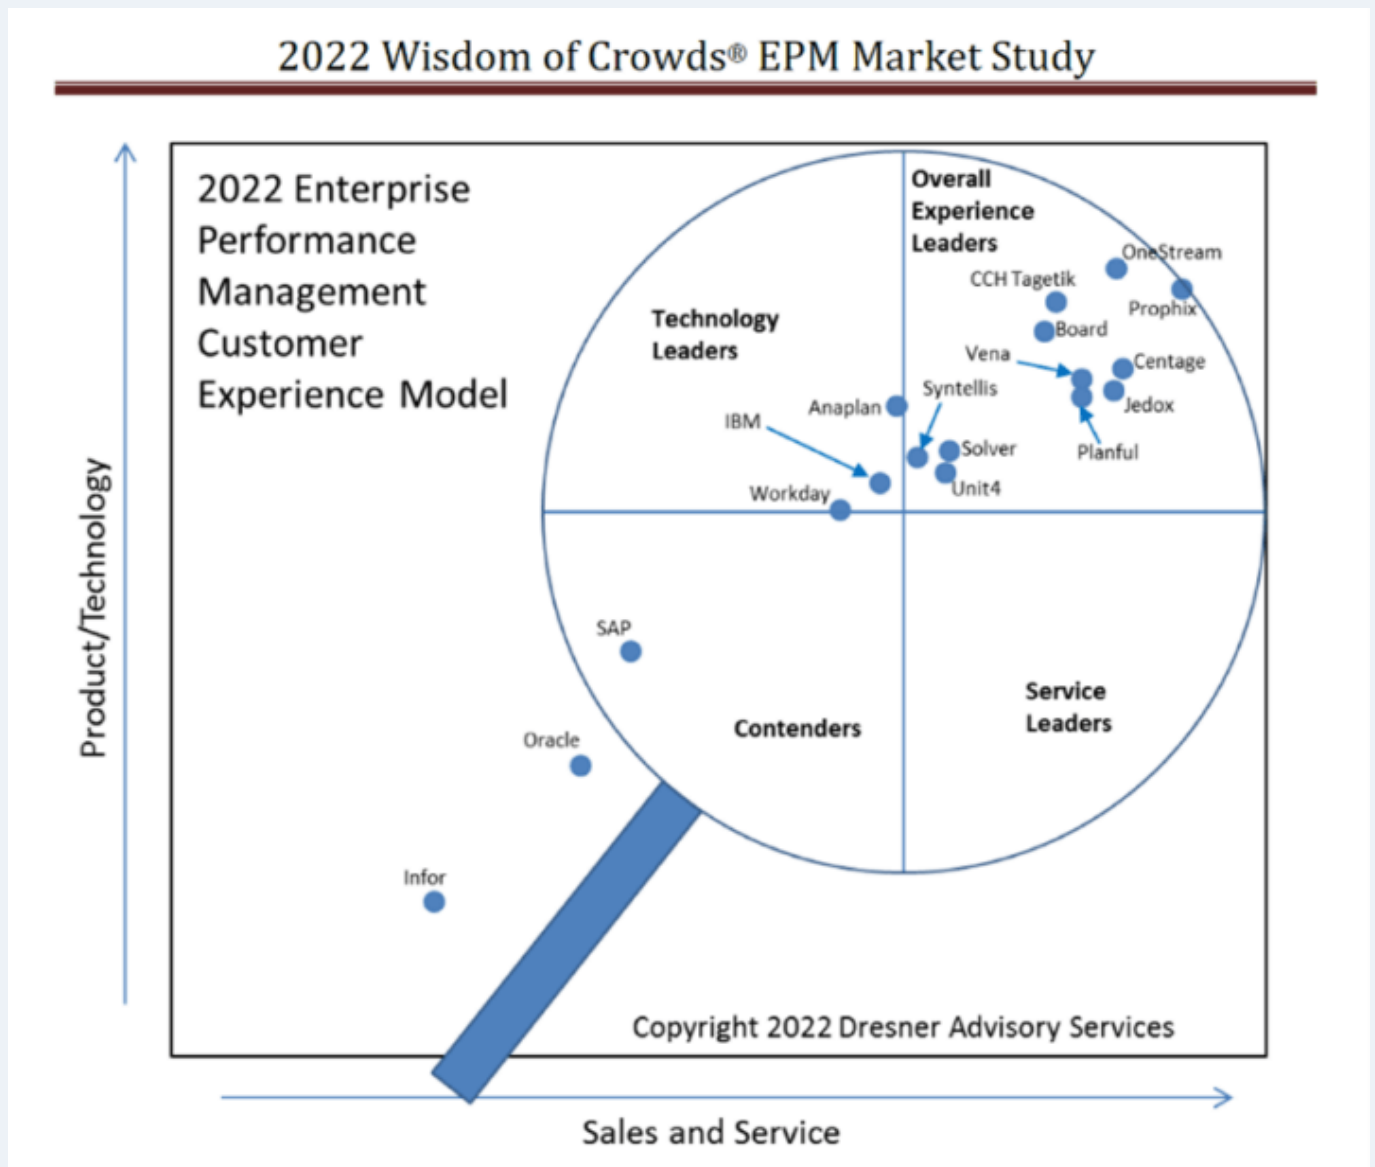 2022 Wisdom of Crowds® EPM Market Study
2022 Enterprise
Performance
Management
Customer
Experience Model
Overall
Experience
Leaders
OneStream
CCH Tagetik
Prophix
Technology
Leaders
Board
Vena
Centage
Syntellis
Anaplan
Jedox
IBM
Solver
Planful
Workday
Unit4
SAP
Service
Leaders
Contenders
Oracle
Infor
Product/Technology
Copyright 2022 Dresner Advisory Services
Sales and Service